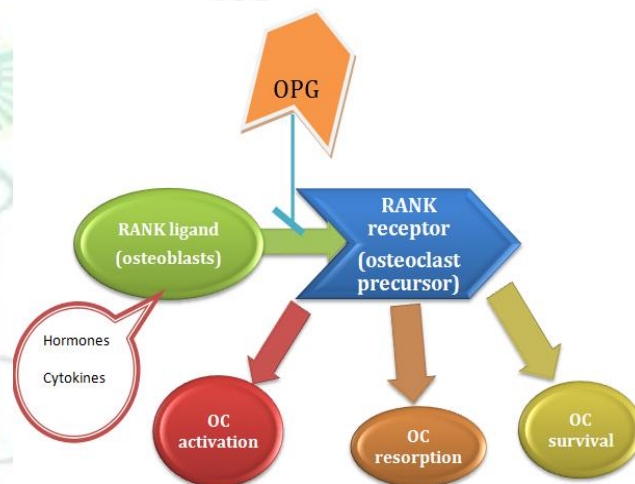 OPG
RANK ligand
(osteoblasts)
RANK
receptor
(osteoclast
precursor)
Hormones
Cytokines
OC
activation
OC
resorption
OC
survival